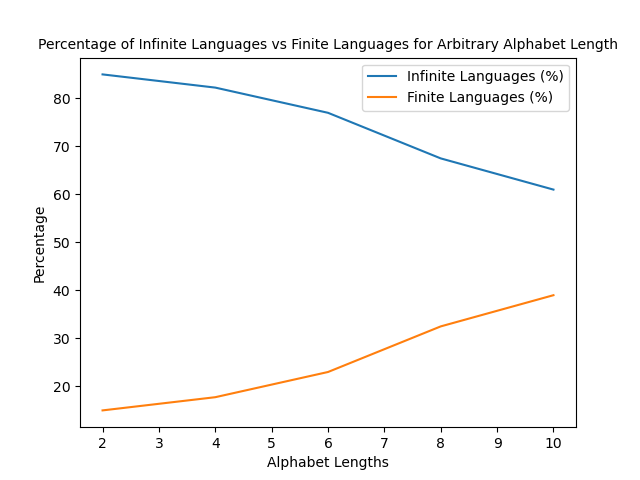 Percentage of Infinite Languages vs Finite Languages for Arbitrary Alphabet Length
Infinite Languages (%)
Finite Languages (%)
80
70
60
50
40
30
20
Percentage
2 3 4 5 6 7 8 9 10
Alphabet Lengths